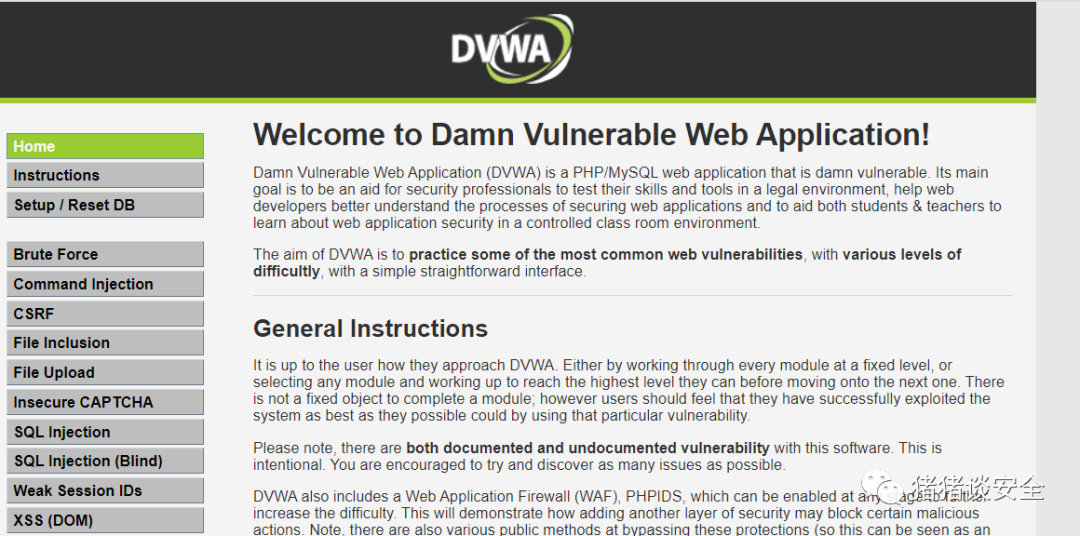 DVWA
Home
Instructions
Setup / Reset DB
Brute Force
Command Injection
CSRF
File Inclusion
File Upload
Insecure CAPTCHA
SQL Injection
SQL Injection (Blind)
Weak Session IDs
XSS (DOM)
Welcome to Damn Vulnerable Web Application!
Damn Vulnerable Web Application (DVWA) is a PHP/MySQL web application that is damn vulnerable. Its main
goal is to be an aid for security professionals to test their skills and tools in a legal environment, help web
developers better understand the processes of securing web applications and to aid both students & teachers to
learn about web application security in a controlled class room environment.
The aim of DVWA is to practice some of the most common web vulnerabilities, with various levels of
difficultly, with a simple straightforward interface.
General Instructions
It is up to the user how they approach DVWA. Either by working through every module at a fixed level, or
selecting any module and working up to reach the highest level they can before moving onto the next one. There
is not a fixed object to complete a module; however users should feel that they have successfully exploited the
system as best as they possible could by using that particular vulnerability.
Please note, there are both documented and undocumented vulnerability with this software. This is
intentional. You are encouraged to try and discover as many issues as possible.
DVWA also includes a Web Application Firewall (WAF), PHPIDS, which can be enabled at any stage to further
increase the difficulty. This will demonstrate how adding another layer of security may block certain malicious
actions. Note, there are also various public methods at bypassing these protections (so this can be seen as an
猪猪谈安全